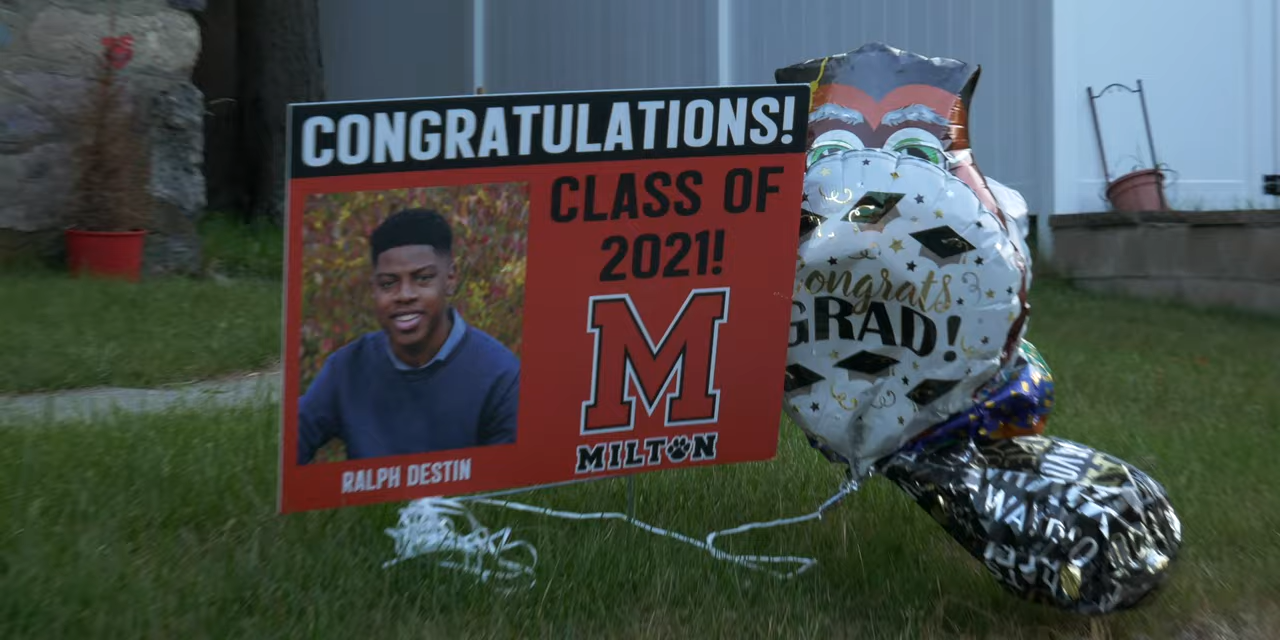 CONGRATULATIONS!
CLASS OF
2021!
M
MILTON
RALPH DESTIN
Congrats
GRAD!